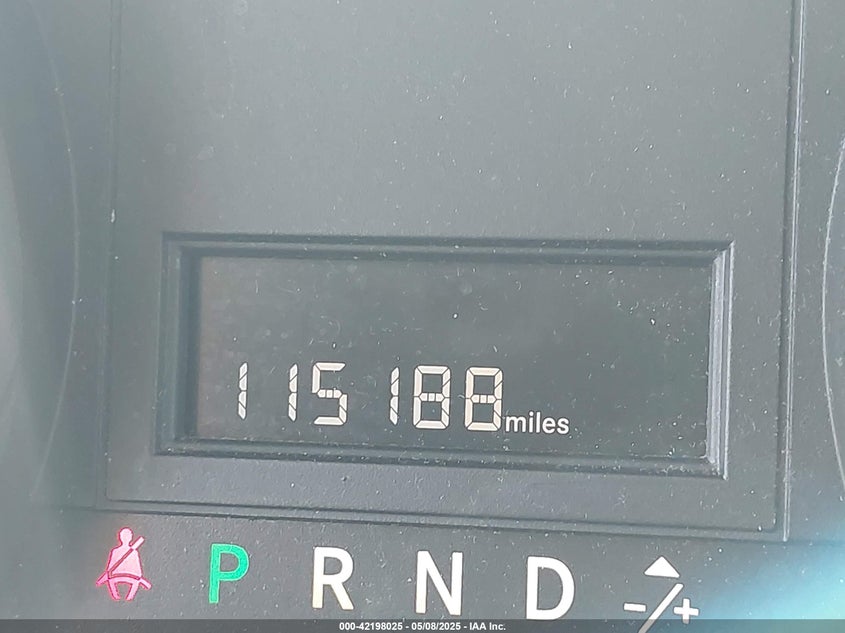 115188 miles
P R N D -/+
000-42198025 - 05/08/2025 - IAA Inc.